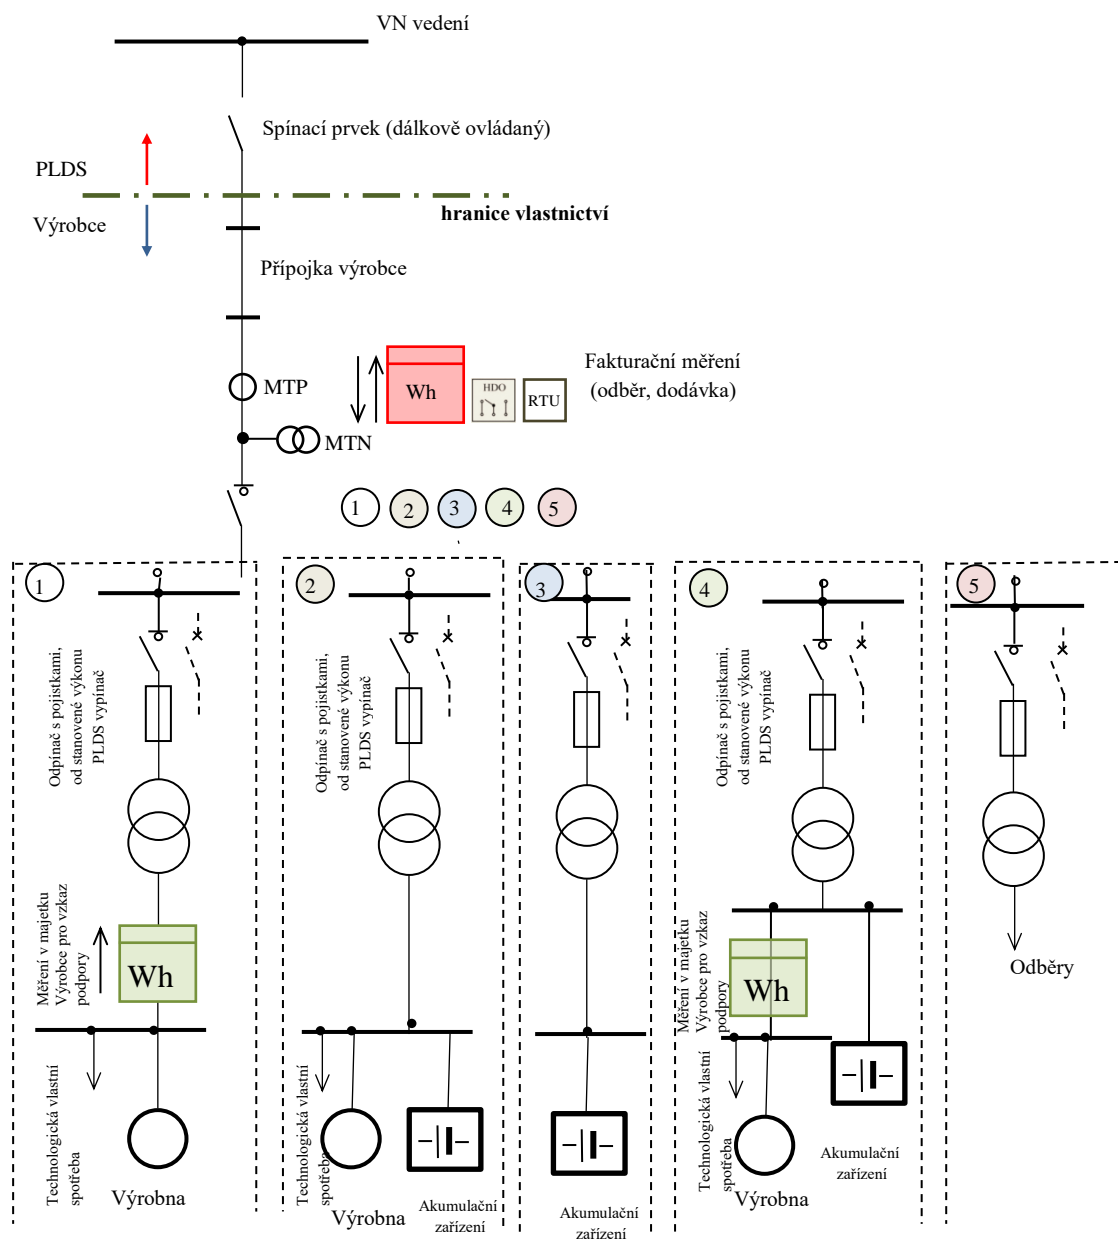 VN vedení
Spínací prvek (dálkově ovládaný)
PLDS
hranice vlastnictví
Výrobce
Přípojka výrobce
MTP
Wh
HDO
RTU
Fakturační měření
(odběr, dodávka)
MTN
1
2
3
4
5
1
Odpínač s pojistkami,
od stanovené výkonu
PLDS vypínač
Měření v majetku
Výrobce pro vzkaz
podpory
Wh
Technologická vlastní
spotřeba
Výrobna
2
Odpínač s pojistkami,
od stanovené výkonu
PLDS vypínač
Technologická vlastní
spotřeba
Výrobna
Akumulační
zařízení
3
Akumulační
zařízení
4
Odpínač s pojistkami,
od stanovené výkonu
PLDS vypínač
Měření v majetku
Výrobce pro vzkaz
podpory
Wh
Technologická vlastní
spotřeba
Výrobna
Akumulační
zařízení
5
Odběry